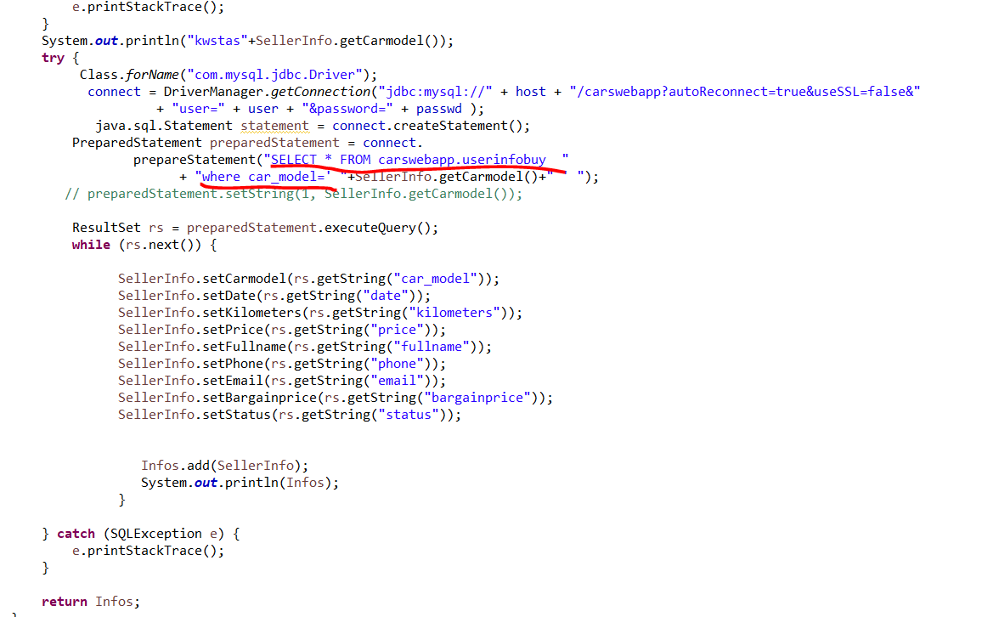 e.printStackTrace();
}
System.out.println("kwstas"+SellerInfo.getCarmodel());
try {
Class.forName("com.mysql.jdbc.Driver");
connect = DriverManager.getConnection("jdbc:mysql://" + host + "/carswebapp?autoReconnect=true&useSSL=false&"
+ "user=" + user + "&password=" + passwd );
java.sql.Statement statement = connect.createStatement();
PreparedStatement preparedStatement = connect.
prepareStatement("SELECT * FROM carswebapp.userinfobuy  "
+ "where car_model=' "+SellerInfo.getCarmodel()+" ' ");
// preparedStatement.setString(1, SellerInfo.getCarmodel());
ResultSet rs = preparedStatement.executeQuery();
while (rs.next()) {
SellerInfo.setCarmodel(rs.getString("car_model"));
SellerInfo.setDate(rs.getString("date"));
SellerInfo.setKilometers(rs.getString("kilometers"));
SellerInfo.setPrice(rs.getString("price"));
SellerInfo.setFullname(rs.getString("fullname"));
SellerInfo.setPhone(rs.getString("phone"));
SellerInfo.setEmail(rs.getString("email"));
SellerInfo.setBargainprice(rs.getString("bargainprice"));
SellerInfo.setStatus(rs.getString("status"));
Infos.add(SellerInfo);
System.out.println(Infos);
}
} catch (SQLException e) {
e.printStackTrace();
}
return Infos;
}